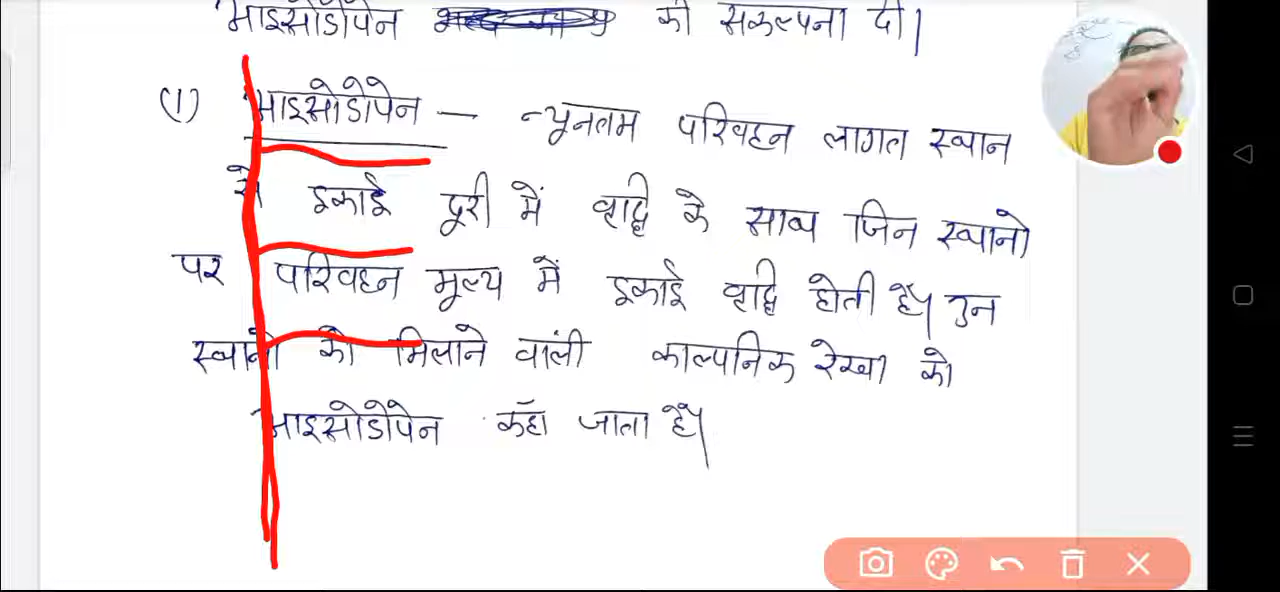 आइसोडोपेन की संकल्पना दी।
(1) आइसोडोपेन — न्यूनतम परिवहन लागत स्थान
से इकाई दूरी में वृद्धि के साथ जिन स्थानो
पर परिवहन मूल्य में इकाई वृद्धि होती हैं। उन
स्थानो को मिलाने वाली काल्पनिक रेखा को
आइसोडोपेन कहाँ जाता हैं।